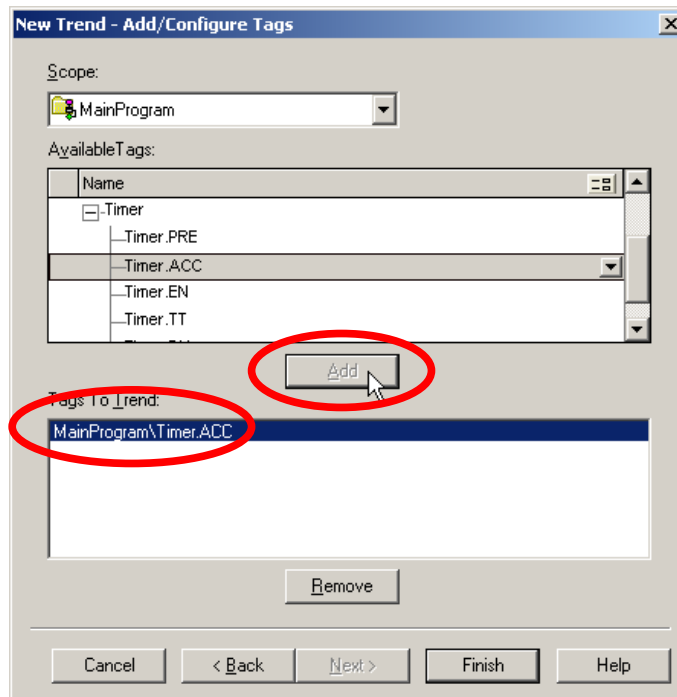 New Trend - Add/Configure Tags
Scope:
MainProgram
AvailableTags:
Name
Timer
Timer.PRE
Timer.ACC
Timer.EN
Timer.TT
Add
Tags To Trend:
MainProgram\Timer.ACC
Remove
Cancel < Back Next > Finish Help